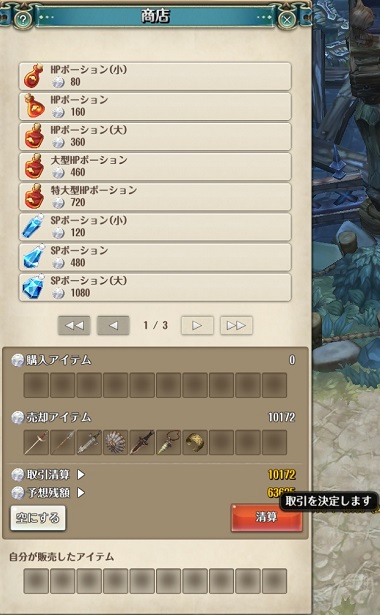 商店
HPポーション(小)
80
HPポーション
160
HPポーション(大)
360
大型HPポーション
460
特大型HPポーション
720
SPポーション(小)
120
SPポーション
480
SPポーション(大)
1080
1 / 3
購入アイテム 0
売却アイテム 10172
取引清算 10172
予想残額
取引を決定します
空にする 清算
自分が販売したアイテム